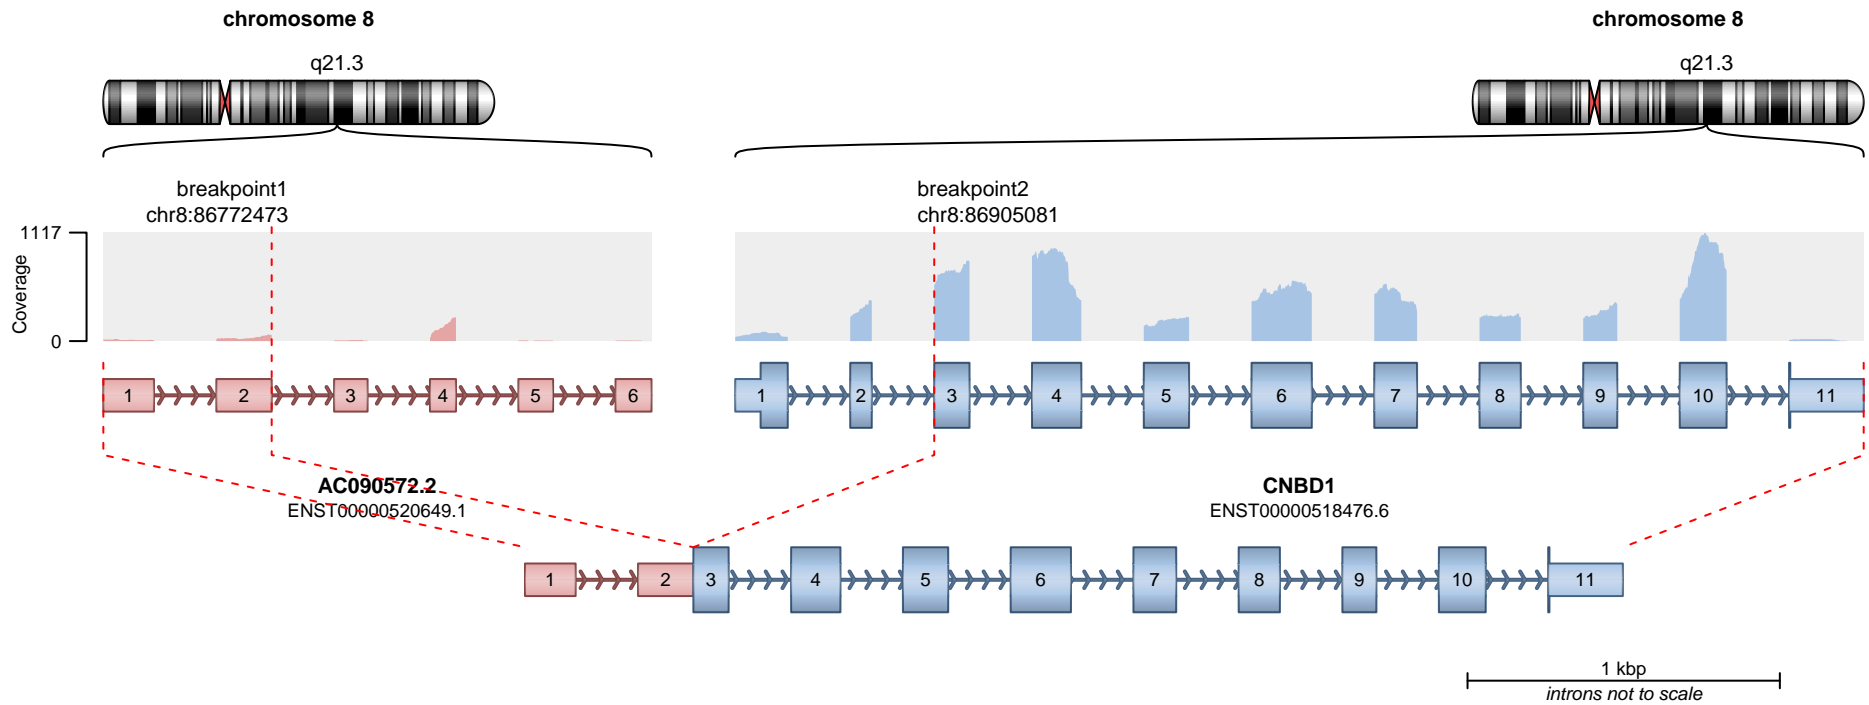 chromosome 8
chromosome 8
q21.3
q21.3
breakpoint1
chr8:86772473
breakpoint2
chr8:86905081
1117
Coverage
0
1 2 3 4 5 6
1 2 3 4 5 6 7 8 9 10 11
AC090572.2
ENST00000520649.1
CNBD1
ENST00000518476.6
1 2 3 4 5 6 7 8 9 10 11
1 kbp
introns not to scale